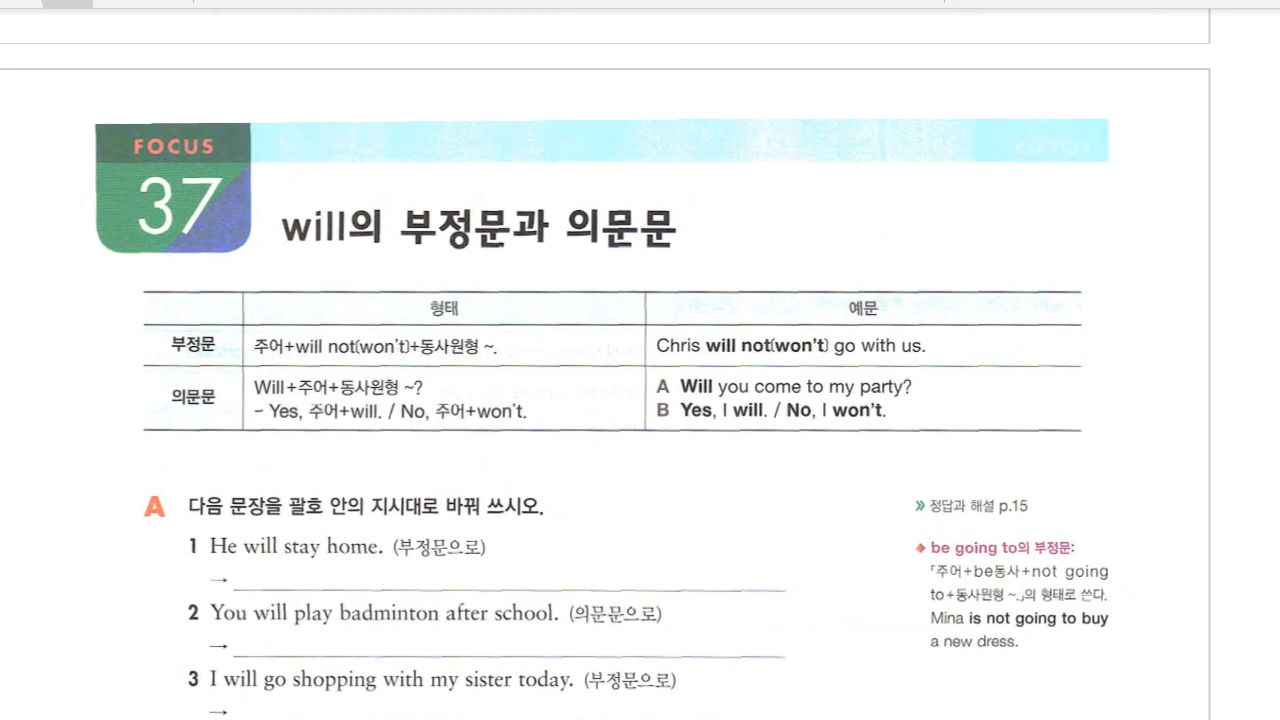 FOCUS
37
will의 부정문과 의문문
형태 예문
부정문 주어+will not(won't)+동사원형 ~. Chris will not(won't) go with us.
의문문 Will+주어+동사원형 ~? A Will you come to my party?
– Yes, 주어+will. / No, 주어+won't. B Yes, I will. / No, I won't.
A 다음 문장을 괄호 안의 지시대로 바꿔 쓰시오.
1 He will stay home. (부정문으로)
→
2 You will play badminton after school. (의문문으로)
→
3 I will go shopping with my sister today. (부정문으로)
→
» 정답과 해설 p.15
◆ be going to의 부정문:
「주어+be동사+not going
to+동사원형 ~.」의 형태로 쓴다.
Mina is not going to buy
a new dress.